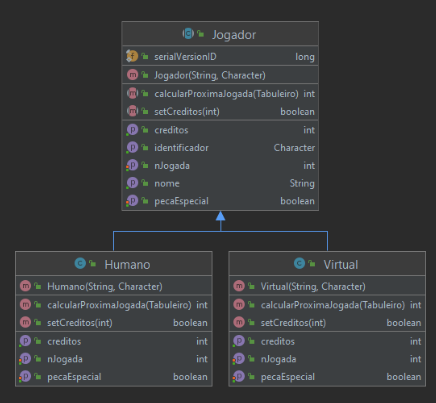 Jogador
serialVersionID long
Jogador(String, Character)
calcularProximaJogada(Tabuleiro) int
setCreditos(int) boolean
creditos int
identificador Character
nJogada int
nome String
pecaEspecial boolean
Humano
Humano(String, Character)
calcularProximaJogada(Tabuleiro) int
setCreditos(int) boolean
creditos int
nJogada int
pecaEspecial boolean
Virtual
Virtual(String, Character)
calcularProximaJogada(Tabuleiro) int
setCreditos(int) boolean
creditos int
nJogada int
pecaEspecial boolean